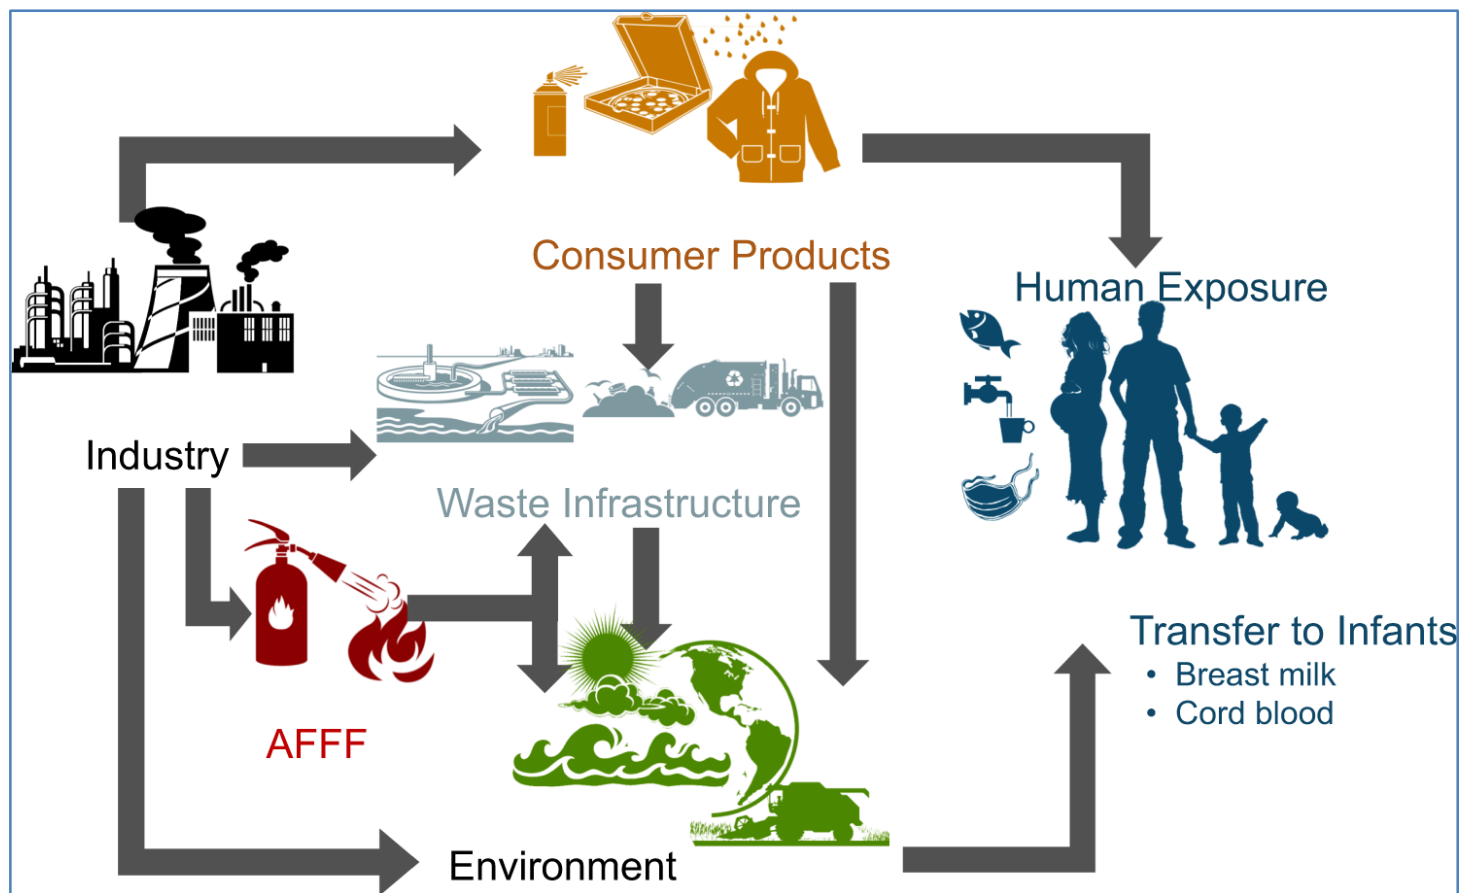 Consumer Products
Human Exposure
Industry
Waste Infrastructure
AFFF
Transfer to Infants
• Breast milk
• Cord blood
Environment